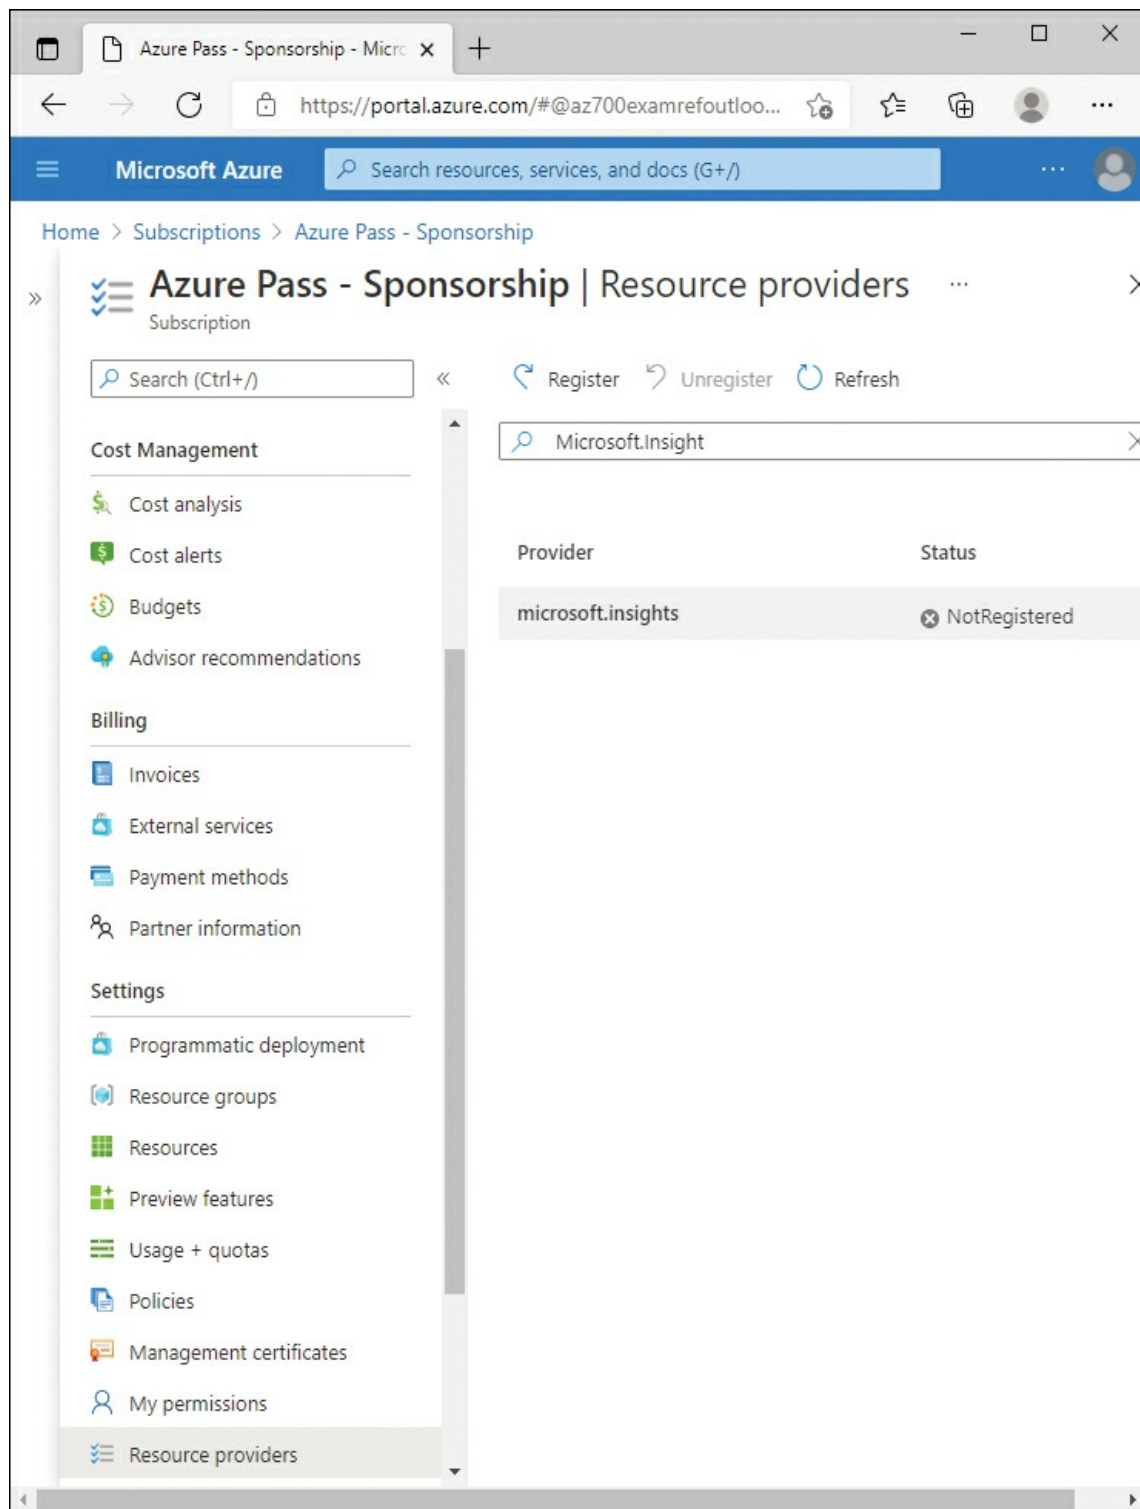 Azure Pass - Sponsorship - Micro
https://portal.azure.com/#@az700examrefoutloo...
Microsoft Azure
Search resources, services, and docs (G+/)
Home > Subscriptions > Azure Pass - Sponsorship
Azure Pass - Sponsorship | Resource providers
Subscription
Search (Ctrl+/)
Register Unregister Refresh
Cost Management
Cost analysis
Cost alerts
Budgets
Advisor recommendations
Billing
Invoices
External services
Payment methods
Partner information
Settings
Programmatic deployment
Resource groups
Resources
Preview features
Usage + quotas
Policies
Management certificates
My permissions
Resource providers
Microsoft.Insight
Provider Status
microsoft.insights NotRegistered